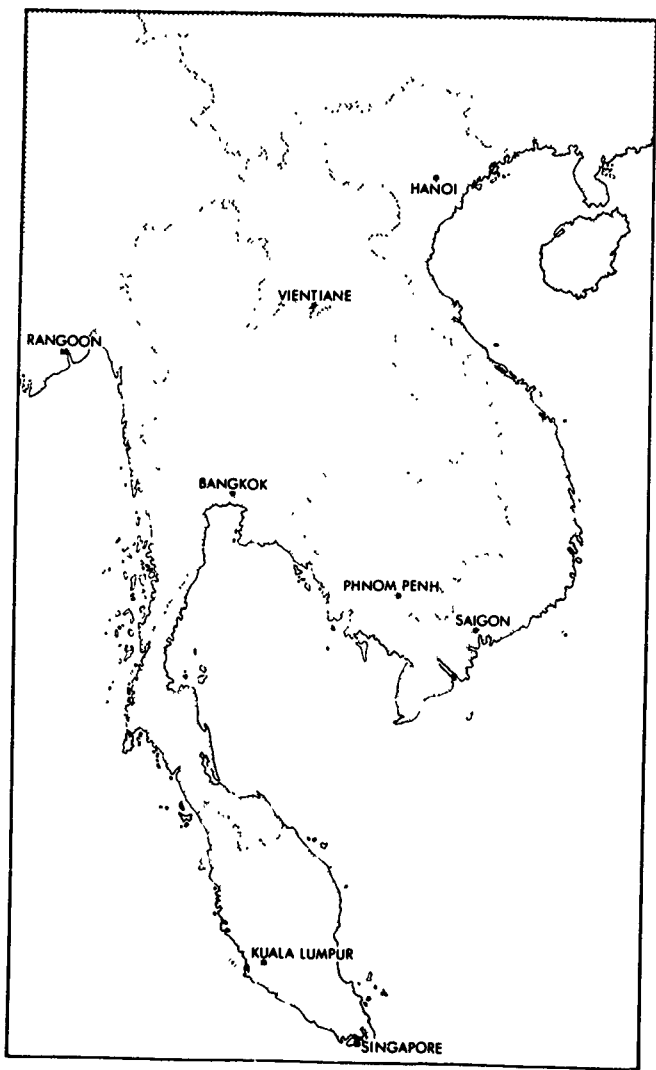 HANOI
VIENTIANE
RANGOON
BANGKOK
PHNOM PENH
SAIGON
KUALA LUMPUR
SINGAPORE